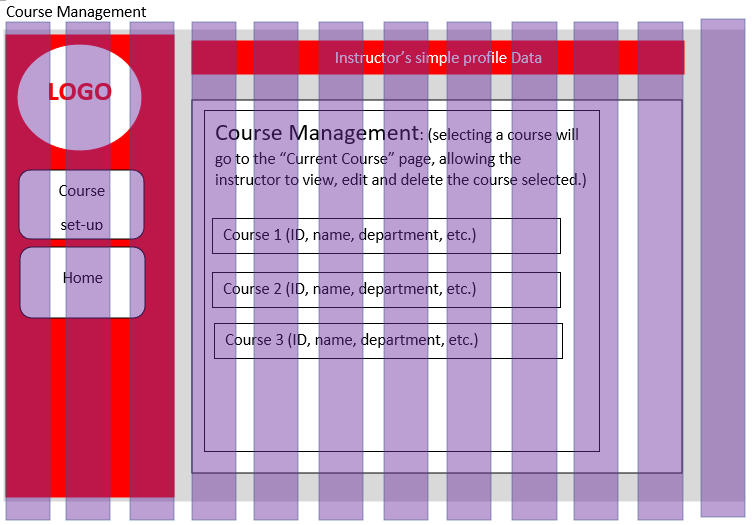 Course Management
Instructor's simple profile Data
LOGO
Course
set-up
Home
Course Management: (selecting a course will
go to the “Current Course” page, allowing the
instructor to view, edit and delete the course selected.)
Course 1 (ID, name, department, etc.)
Course 2 (ID, name, department, etc.)
Course 3 (ID, name, department, etc.)